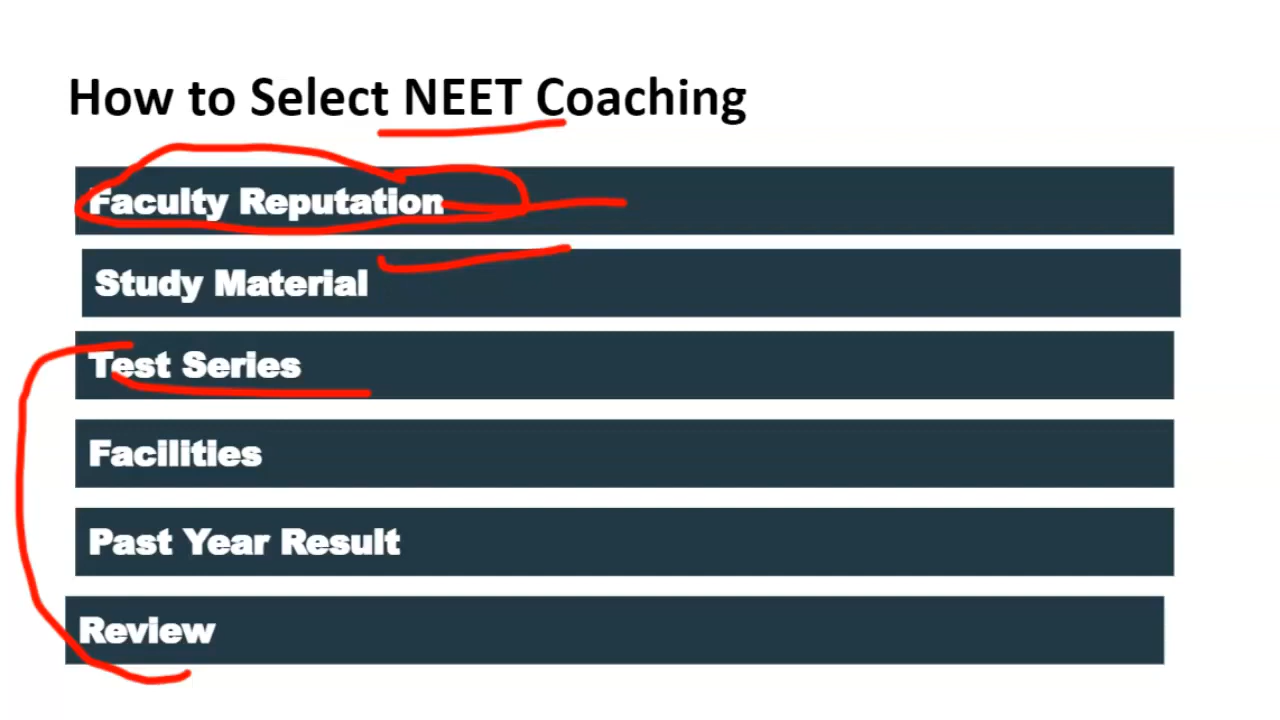 How to Select NEET Coaching
Faculty Reputation
Study Material
Test Series
Facilities
Past Year Result
Review